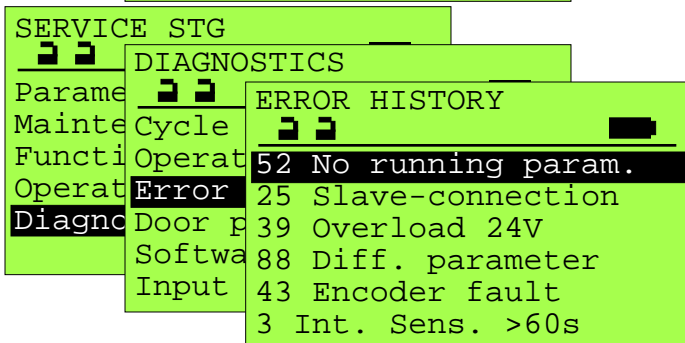 SERVICE STG
Parame
Mainte
Functi
Operat
Diagno
DIAGNOSTICS
Cycle
Operat
Error
Door p
Softwa
Input
ERROR HISTORY
52 No running param.
25 Slave-connection
39 Overload 24V
88 Diff. parameter
43 Encoder fault
3 Int. Sens. >60s